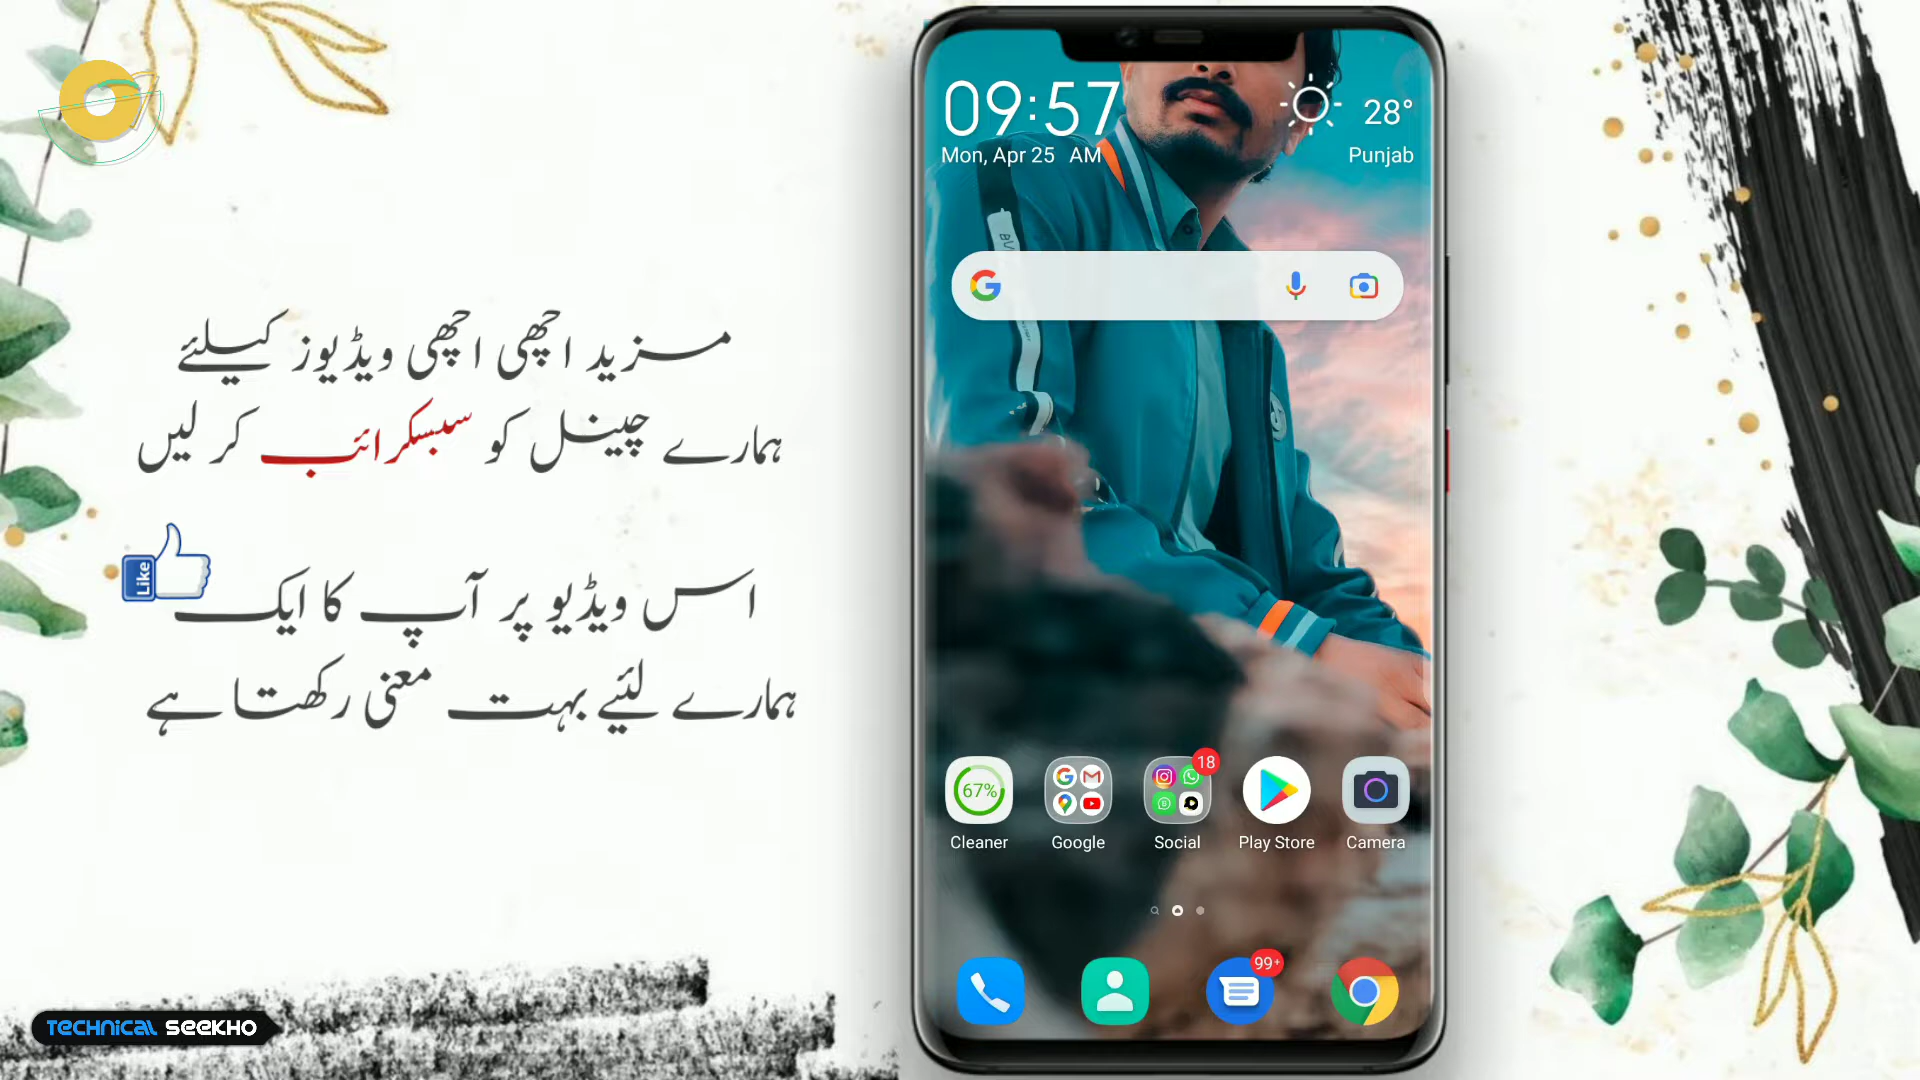 مزید اچھی اچھی ویڈیوز کیلئے
ہمارے چینل کو سبسکرائب کر لیں
Like
اس ویڈیو پر آپ کا ایک
ہمارے لئیے بہت معنی رکھتا ہے
TECHNICAL SEEKHO
09:57
Mon, Apr 25 AM
28°
Punjab
67%
18
Cleaner
Google
Social
Play Store
Camera
99+